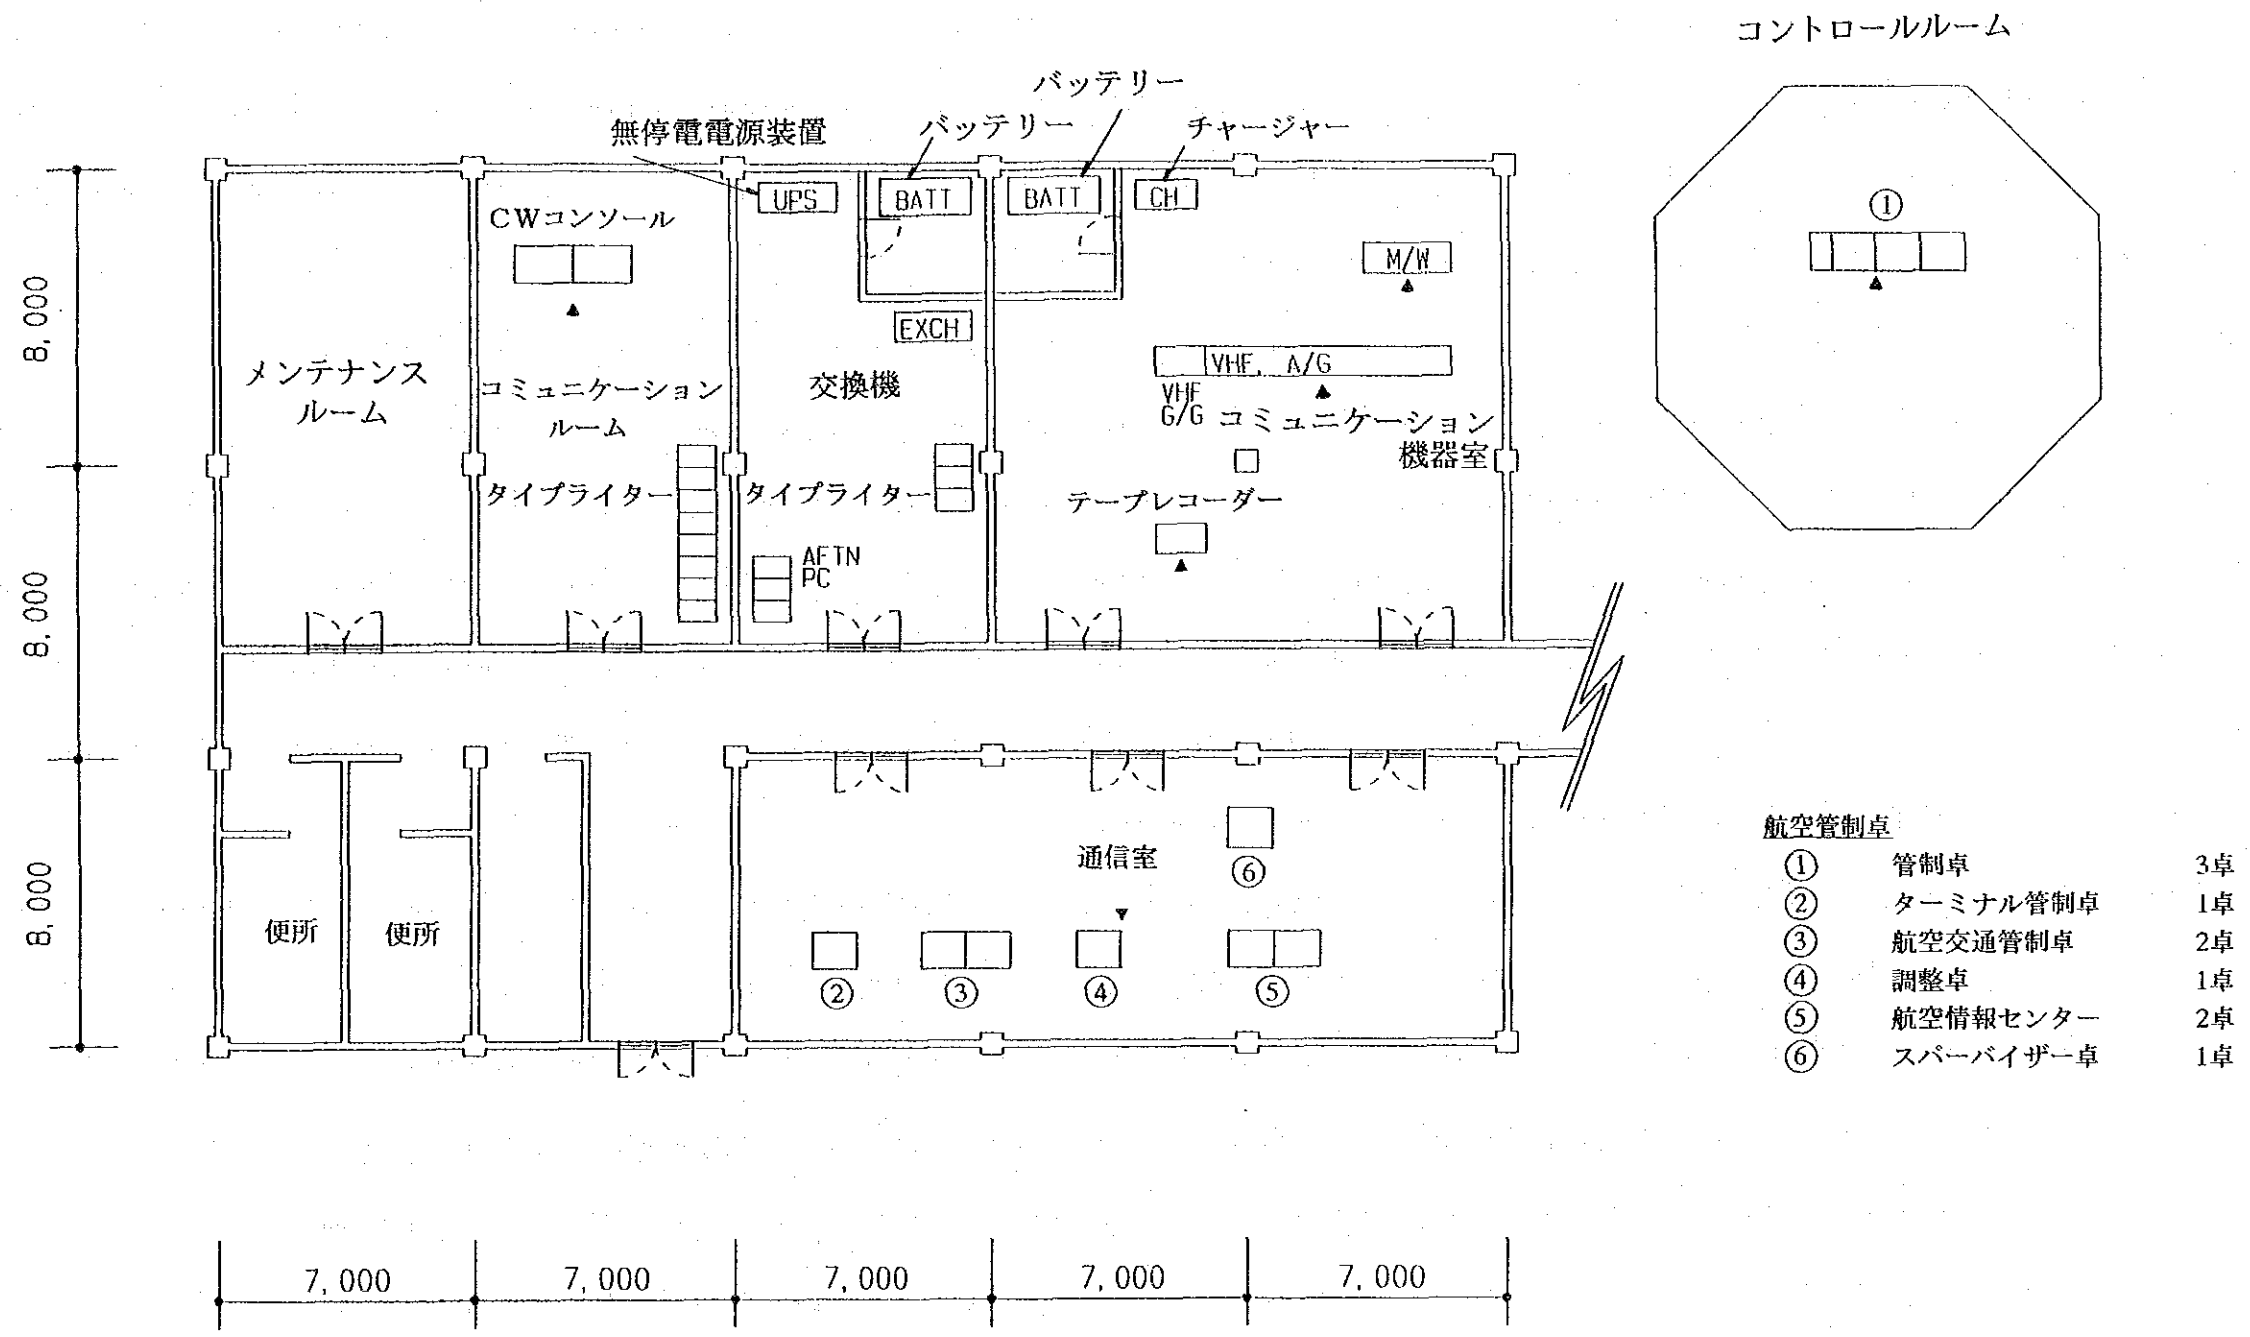 コントロールルーム
バッテリー
無停電電源装置
バッテリー
チャージャー
UPS
BATT
BATT
CH
CWコンソール
①
M/W
8,000
EXCH
VHF, A/G
メンテナンス
ルーム
コミュニケーション
ルーム
交換機
VHF
G/G
コミュニケーション
機器室
タイプライター
タイプライター
テープレコーダー
AFTN
PC
8,000
航空管制卓
① 管制卓 3卓
② ターミナル管制卓 1卓
③ 航空交通管制卓 2卓
④ 調整卓 1卓
⑤ 航空情報センター 2卓
⑥ スパーバイザー卓 1卓
通信室
⑥
8,000
便所
便所
②
③
④
⑤
7,000
7,000
7,000
7,000
7,000